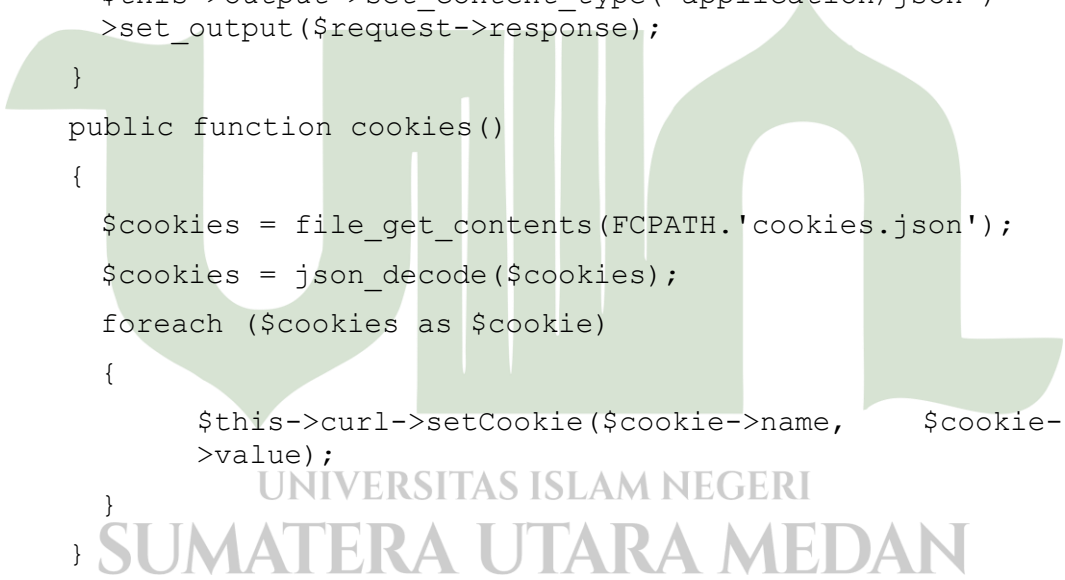 $this->output->set_content_type('application/json')-
>set_output($request->response);
}
public function cookies()
{
$cookies = file_get_contents(FCPATH.'cookies.json');
$cookies = json_decode($cookies);
foreach ($cookies as $cookie)
{
$this->curl->setCookie($cookie->name, $cookie-
>value);
}
}
UNIVERSITAS ISLAM NEGERI
SUMATERA UTARA MEDAN